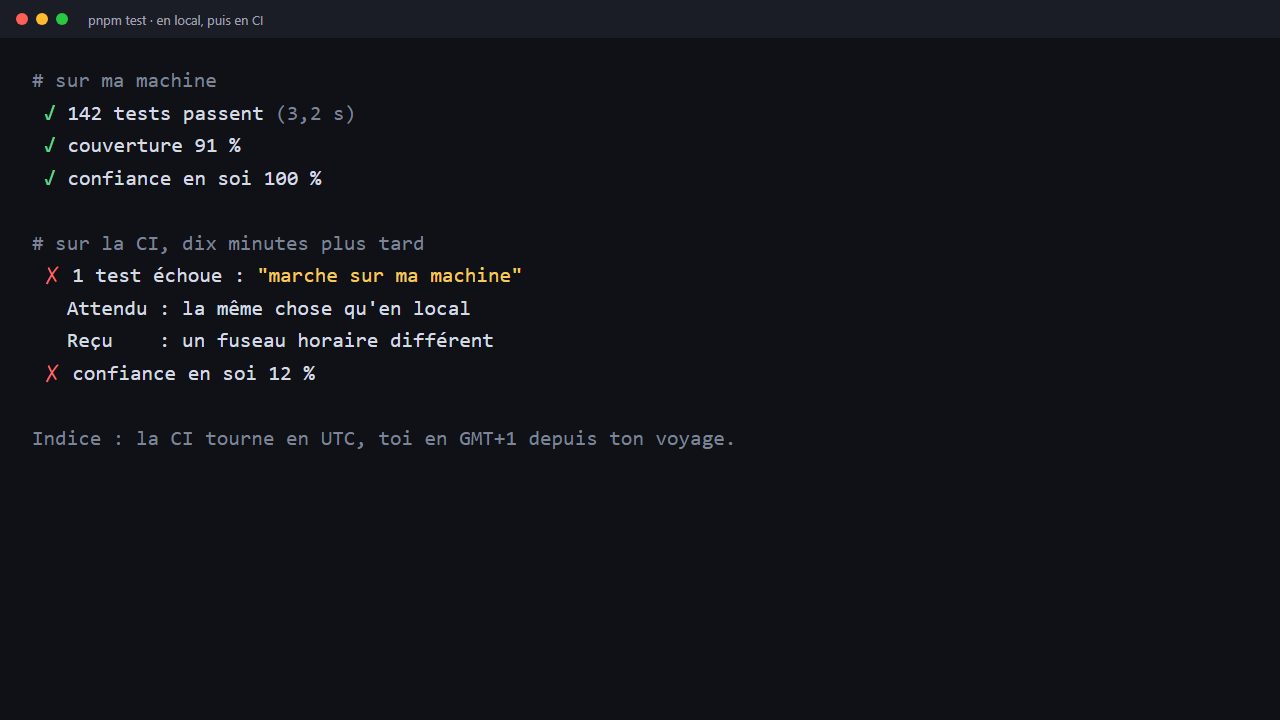 pnpm test · en local, puis en CI
# sur ma machine
✓ 142 tests passent (3,2 s)
✓ couverture 91 %
✓ confiance en soi 100 %
# sur la CI, dix minutes plus tard
✗ 1 test échoue : "marche sur ma machine"
Attendu : la même chose qu'en local
Reçu    : un fuseau horaire différent
✗ confiance en soi 12 %
Indice : la CI tourne en UTC, toi en GMT+1 depuis ton voyage.